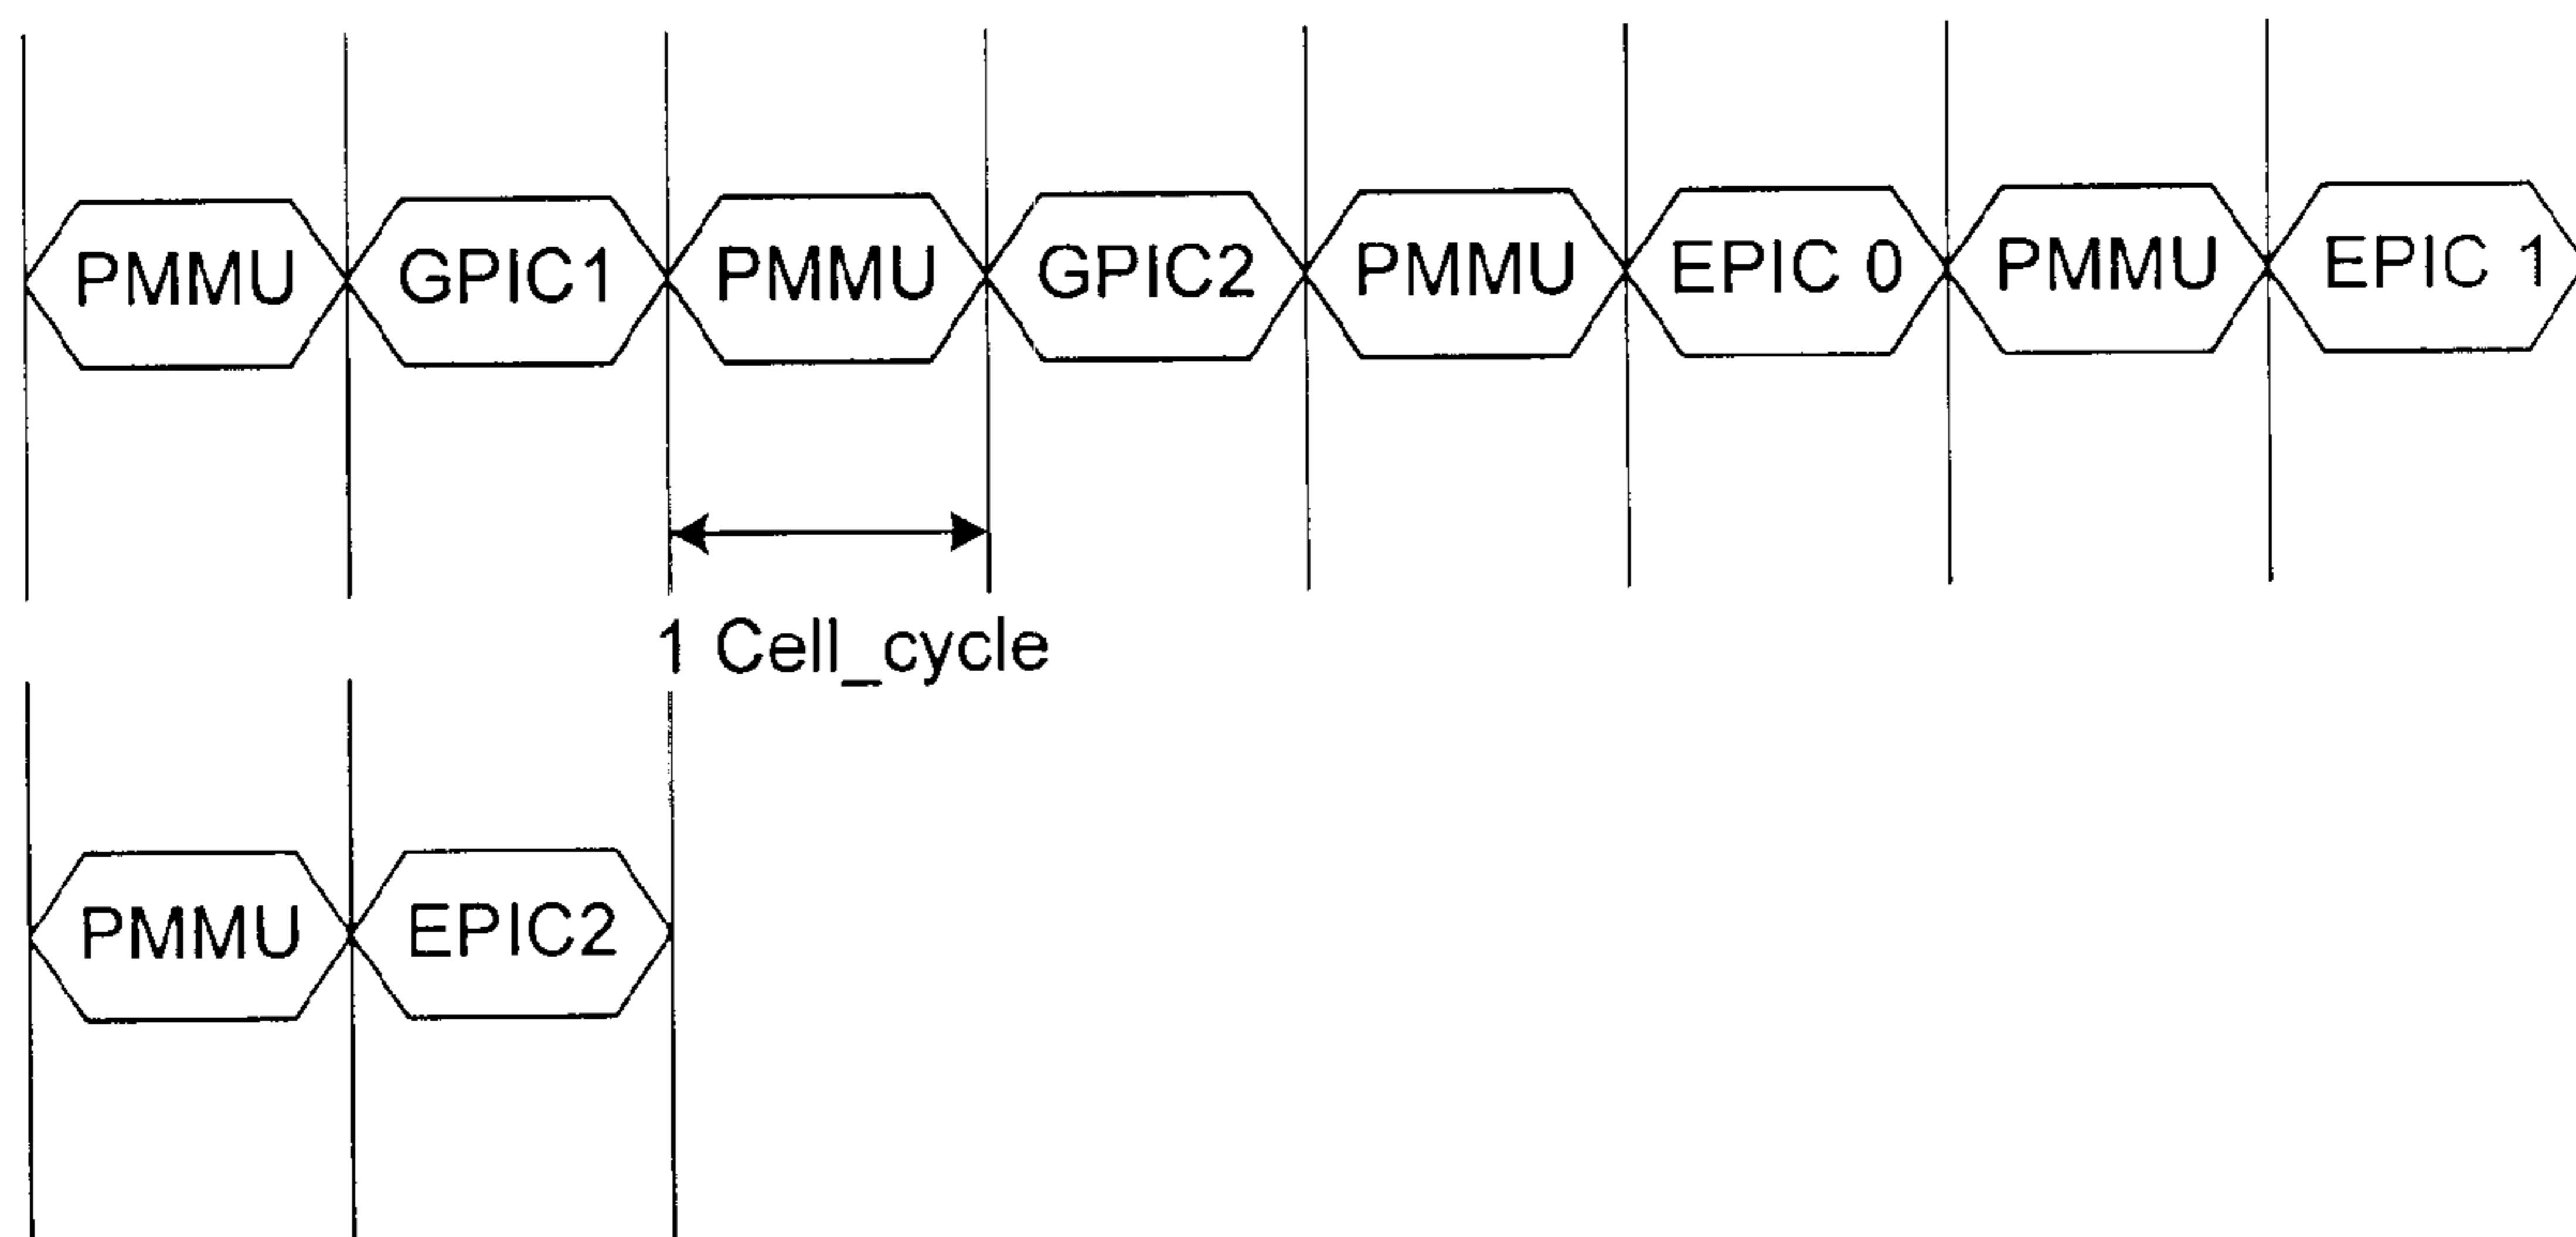 PMMU GPIC1 PMMU GPIC2 PMMU EPIC 0 PMMU EPIC 1
1 Cell_cycle
PMMU EPIC2